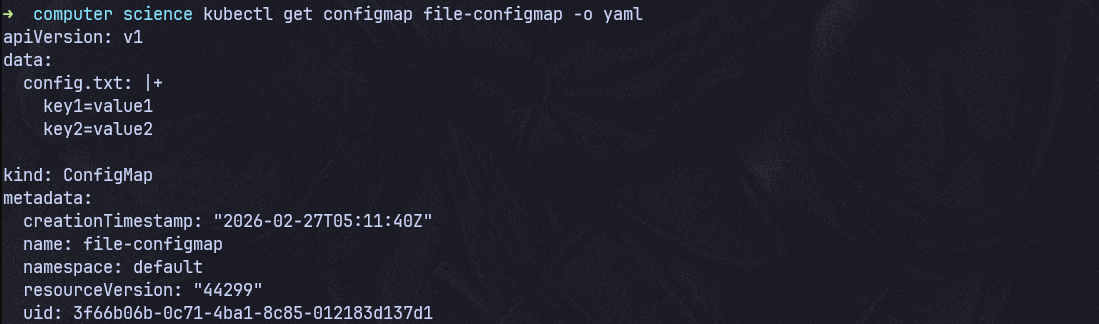 → computer science kubectl get configmap file-configmap -o yaml
apiVersion: v1
data:
  config.txt: |+
    key1=value1
    key2=value2

kind: ConfigMap
metadata:
  creationTimestamp: "2026-02-27T05:11:40Z"
  name: file-configmap
  namespace: default
  resourceVersion: "44299"
  uid: 3f66b06b-0c71-4ba1-8c85-012183d137d1